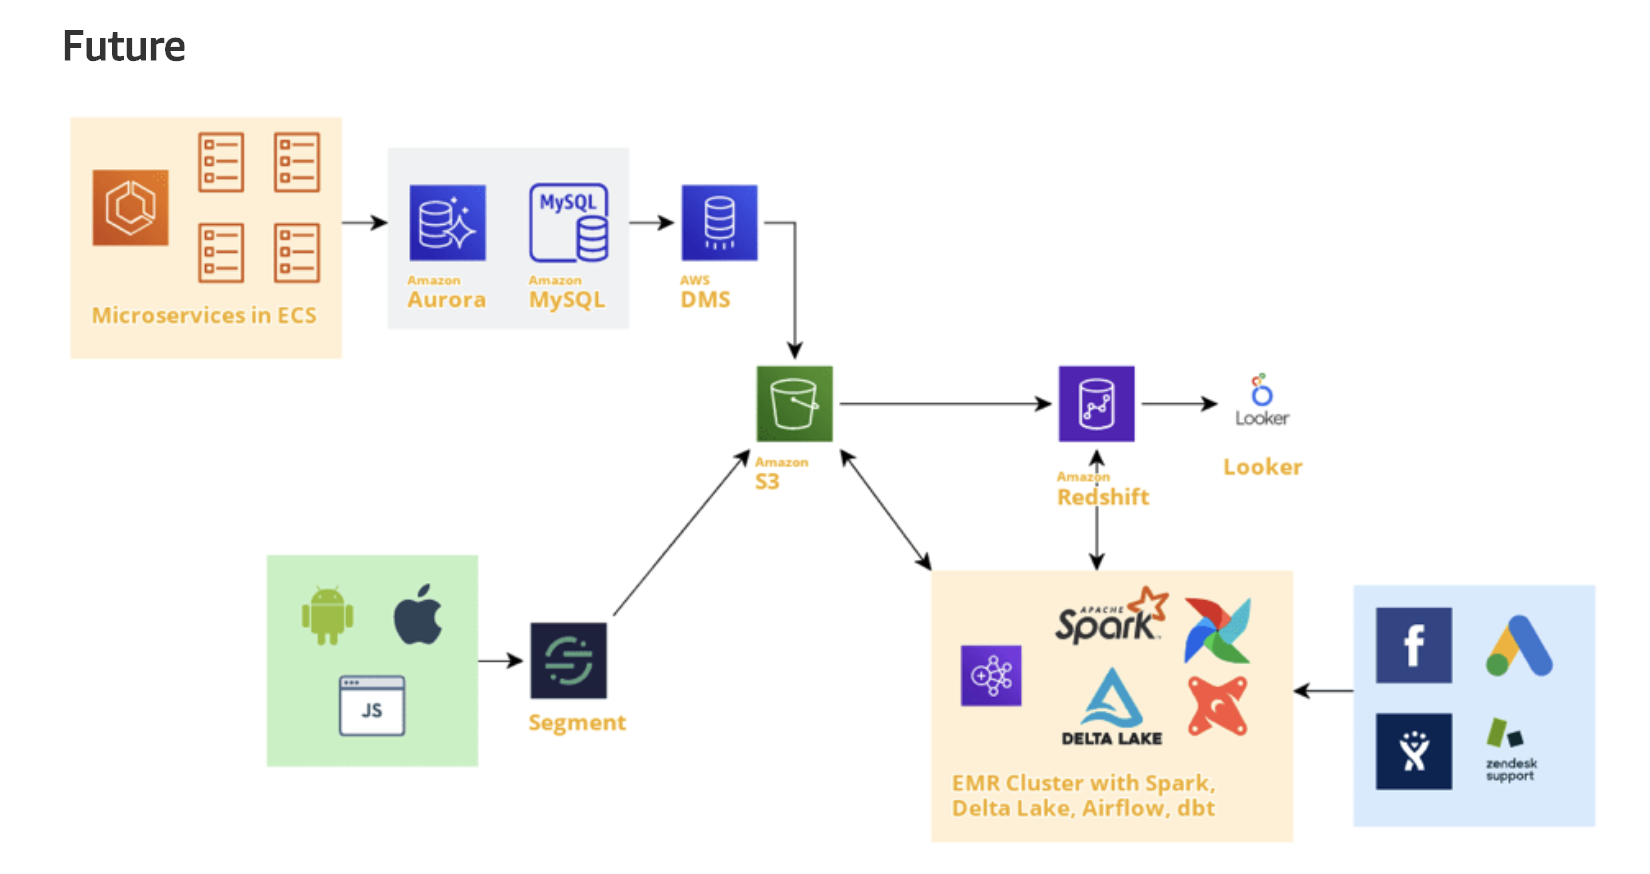 Future
Microservices in ECS
MySQL
Amazon
Aurora
Amazon
MySQL
AWS
DMS
Amazon
S3
Amazon
Redshift
Looker
Looker
JS
Segment
APACHE
Spark
DELTA LAKE
EMR Cluster with Spark,
Delta Lake, Airflow, dbt
f
zendesk
support